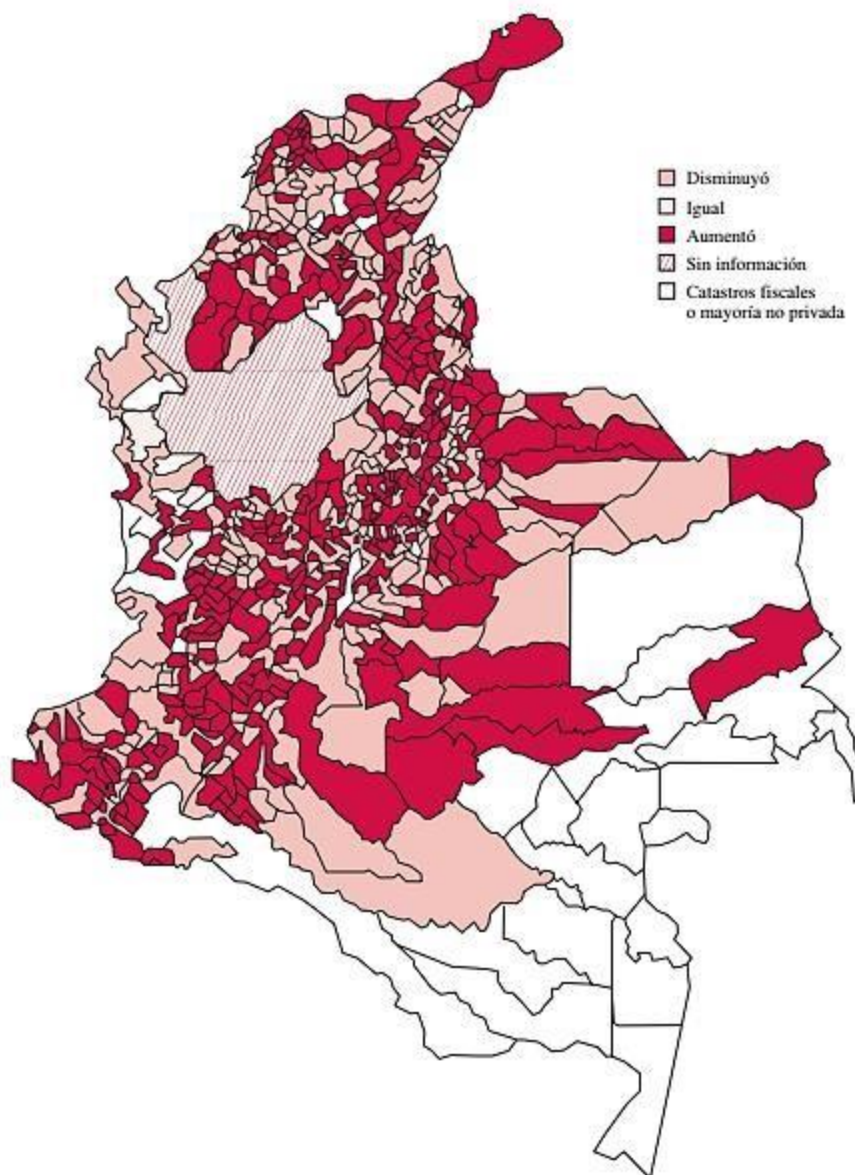 Disminuyó
Igual
Aumentó
Sin información
Catastros fiscales
o mayoría no privada